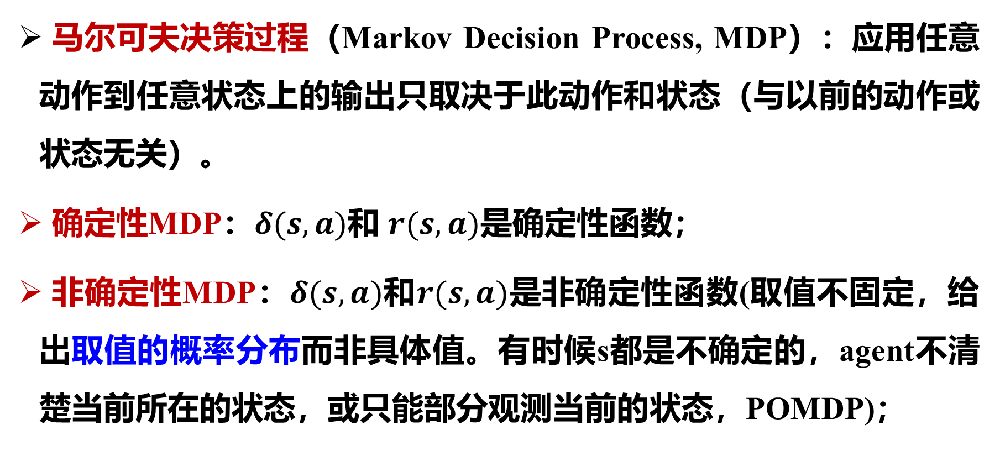 ➢ 马尔可夫决策过程（Markov Decision Process, MDP）：应用任意
动作到任意状态上的输出只取决于此动作和状态（与以前的动作或
状态无关）。
➢ 确定性MDP：δ(s,a)和 r(s,a)是确定性函数；
➢ 非确定性MDP：δ(s,a)和r(s,a)是非确定性函数(取值不固定，给
出取值的概率分布而非具体值。有时候s都是不确定的，agent不清
楚当前所在的状态，或只能部分观测当前的状态，POMDP)；